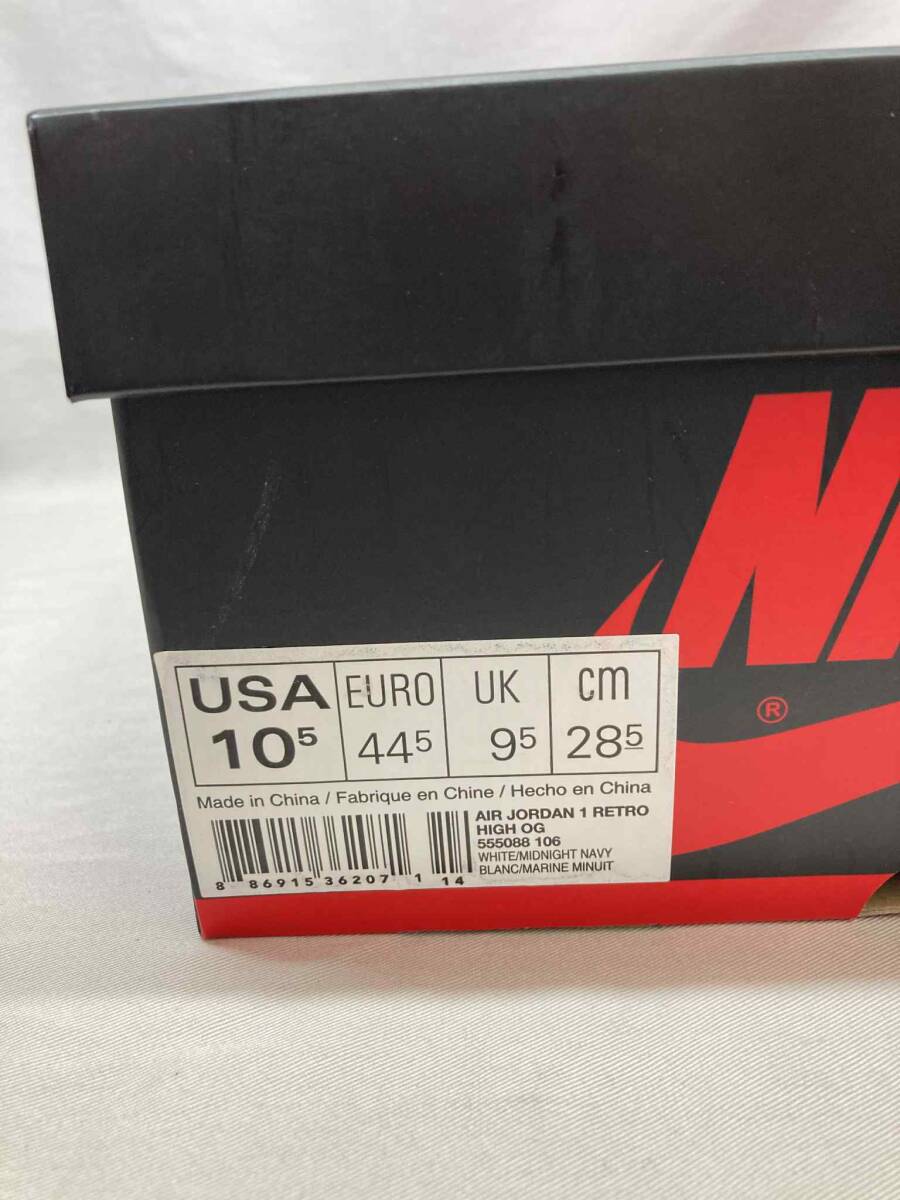 NI
®
USA EURO UK cm
10⁵ 44⁵ 9⁵ 28⁵
Made in China / Fabrique en Chine / Hecho en China
AIR JORDAN 1 RETRO
HIGH OG
555088 106
WHITE/MIDNIGHT NAVY
BLANC/MARINE MINUIT
8 86915 36207 1 14